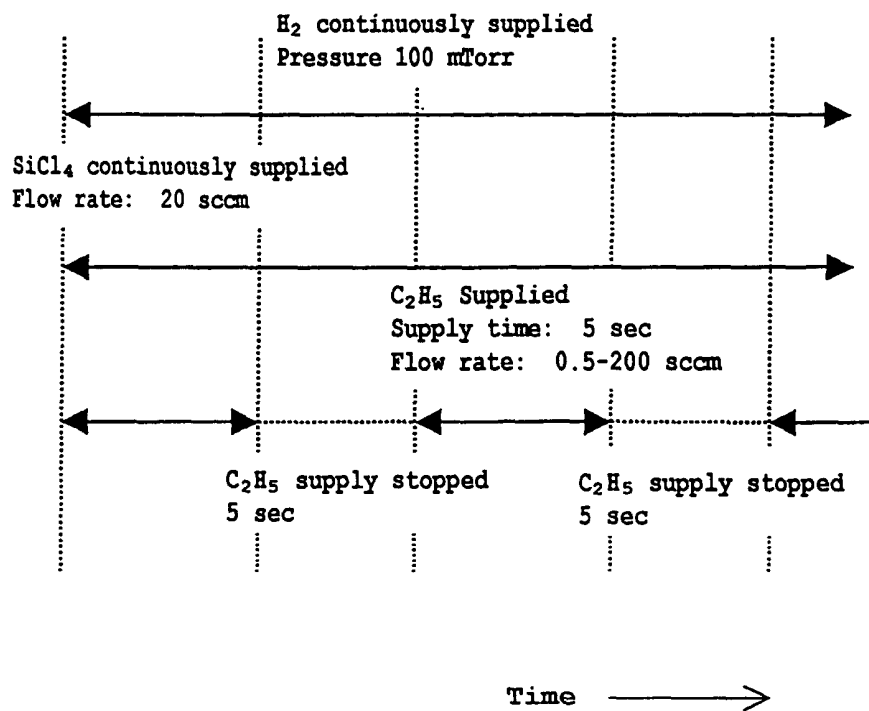 H₂ continuously supplied
Pressure 100 mTorr
SiCl₄ continuously supplied
Flow rate: 20 sccm
C₂H₅ Supplied
Supply time: 5 sec
Flow rate: 0.5-200 sccm
C₂H₅ supply stopped
5 sec
C₂H₅ supply stopped
5 sec
Time